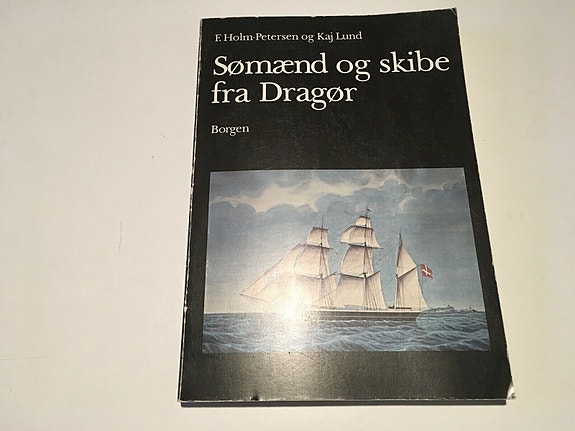 F. Holm-Petersen og Kaj Lund
Sømænd og skibe
fra Dragør
Borgen